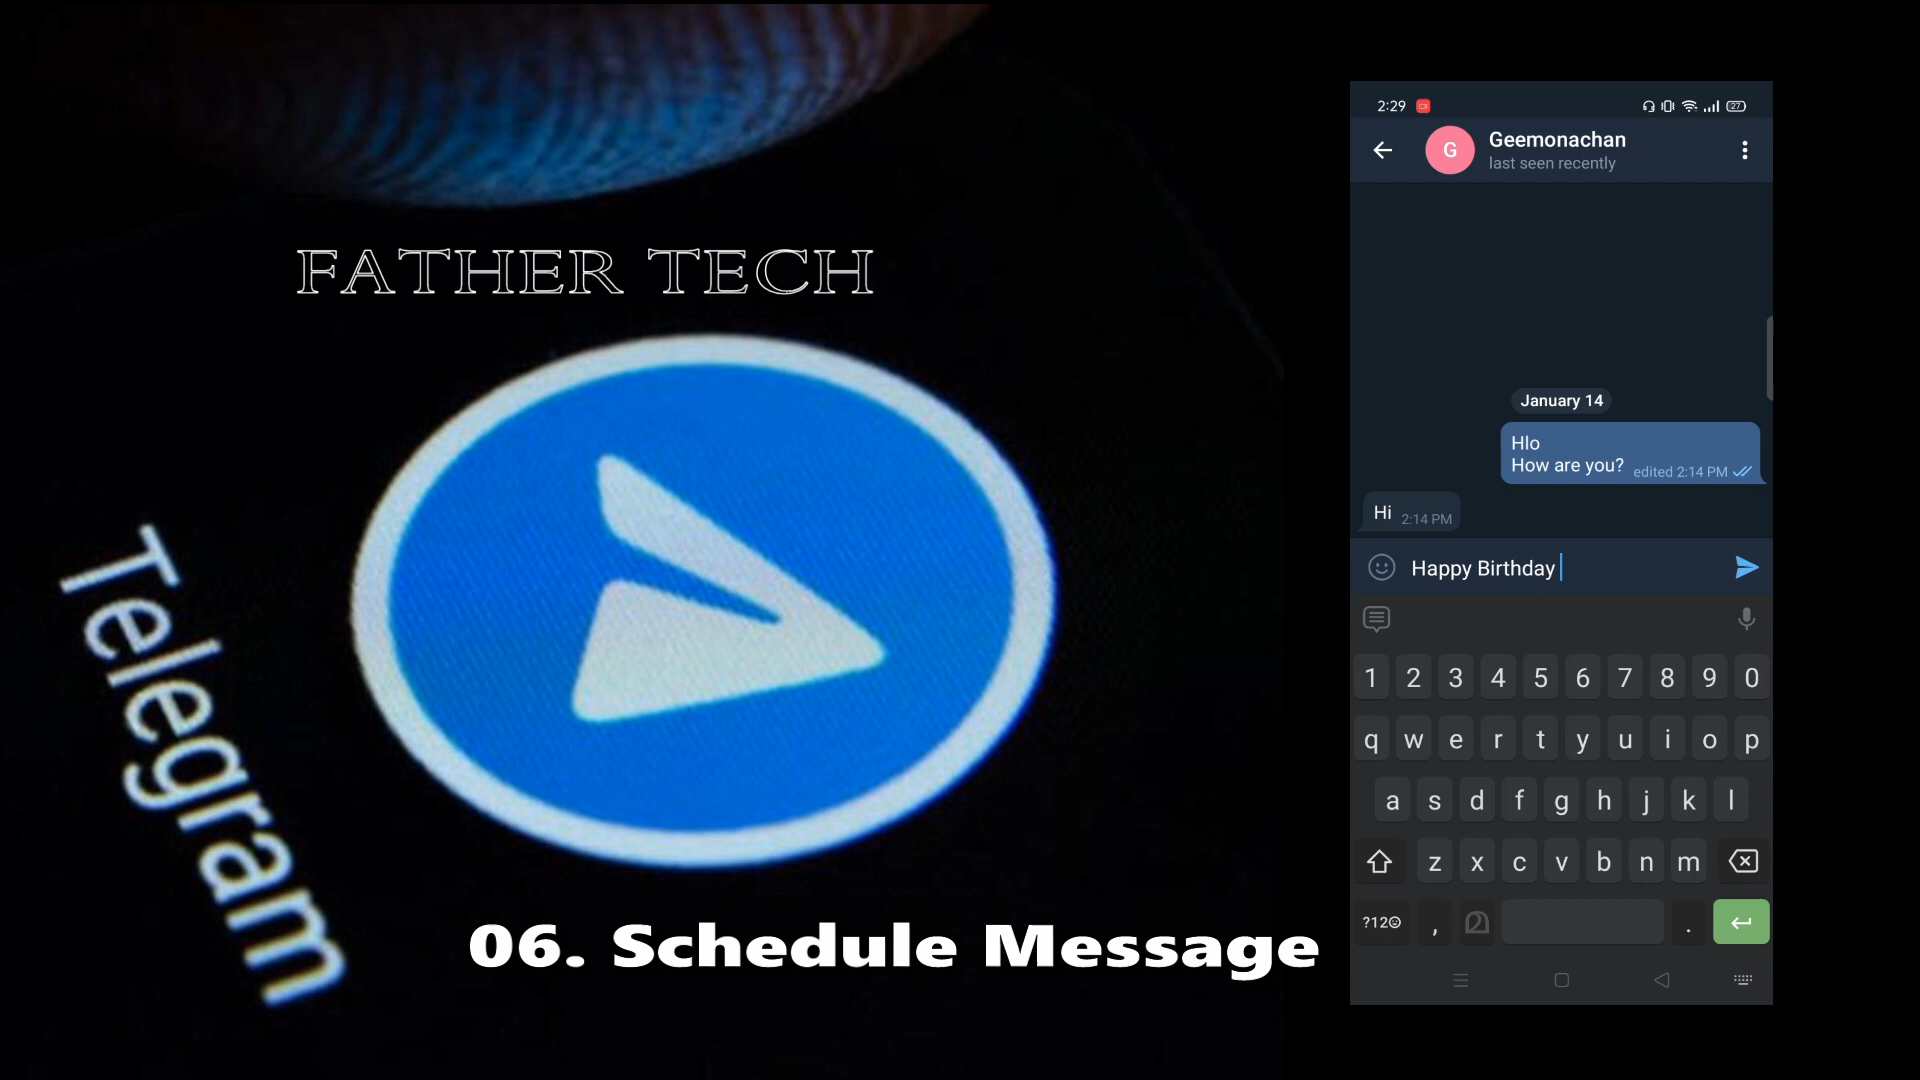 FATHER TECH
Telegram
06. Schedule Message
2:29
27
G
Geemonachan
last seen recently
January 14
Hlo
How are you? edited 2:14 PM
Hi 2:14 PM
Happy Birthday
1 2 3 4 5 6 7 8 9 0
q w e r t y u i o p
a s d f g h j k l
z x c v b n m
?123 , മ .